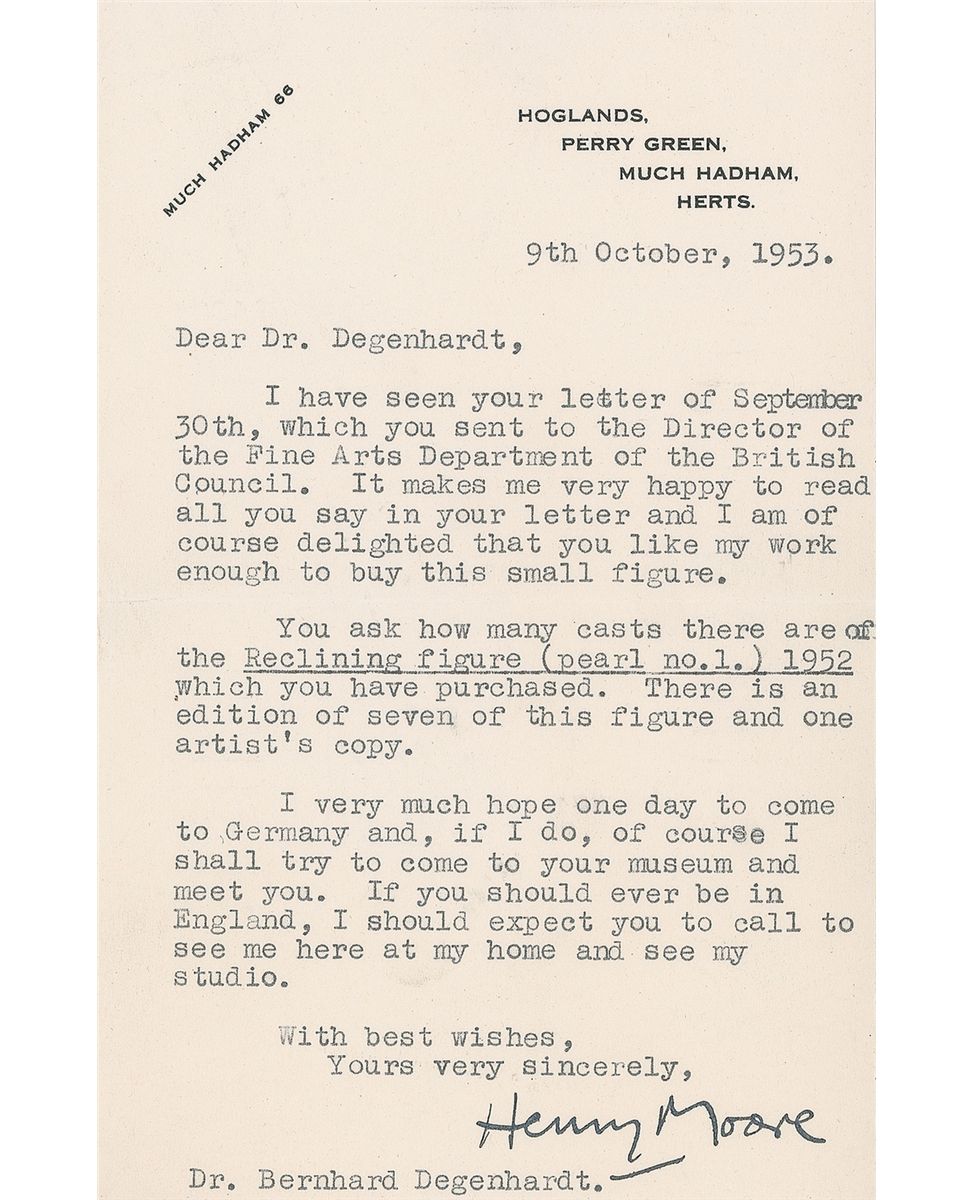 MUCH HADHAM 66
HOGLANDS,
PERRY GREEN,
MUCH HADHAM,
HERTS.
9th October, 1953.
Dear Dr. Degenhardt,
I have seen your letter of September
30th, which you sent to the Director of
the Fine Arts Department of the British
Council. It makes me very happy to read
all you say in your letter and I am of
course delighted that you like my work
enough to buy this small figure.
You ask how many casts there are of
the Reclining figure (pearl no.1.) 1952
which you have purchased. There is an
edition of seven of this figure and one
artist's copy.
I very much hope one day to come
to Germany and, if I do, of course I
shall try to come to your museum and
meet you. If you should ever be in
England, I should expect you to call to
see me here at my home and see my
studio.
With best wishes,
Yours very sincerely,
Henry Moore
Dr. Bernhard Degenhardt.